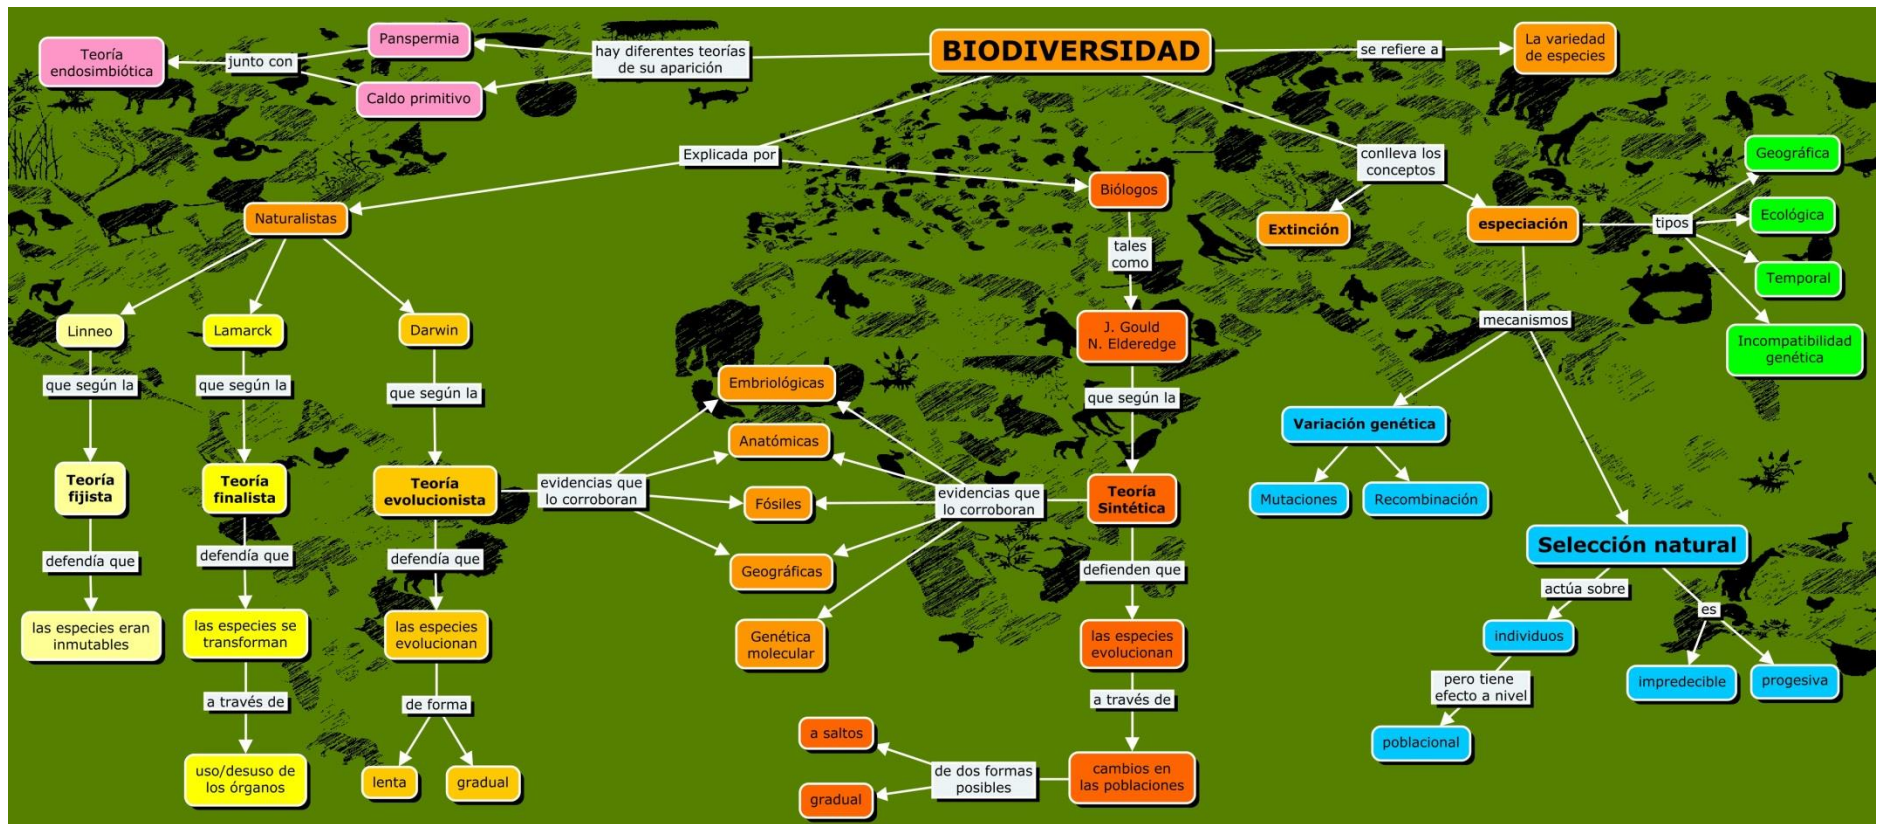 BIODIVERSIDAD
se refiere a
La variedad
de especies
hay diferentes teorías
de su aparición
Panspermia
Caldo primitivo
junto con
Teoría
endosimbiótica
Explicada por
Naturalistas
Linneo
que según la
Teoría
fijista
defendía que
las especies eran
inmutables
Lamarck
que según la
Teoría
finalista
defendía que
las especies se
transforman
a través de
uso/desuso de
los órganos
Darwin
que según la
Teoría
evolucionista
defendía que
las especies
evolucionan
de forma
lenta
gradual
evidencias que
lo corroboran
Embriológicas
Anatómicas
Fósiles
Geográficas
Genética
molecular
evidencias que
lo corroboran
Biólogos
tales
como
J. Gould
N. Elderedge
que según la
Teoría
Sintética
defienden que
las especies
evolucionan
a través de
cambios en
las poblaciones
de dos formas
posibles
a saltos
gradual
conlleva los
conceptos
Extinción
especiación
tipos
Geográfica
Ecológica
Temporal
Incompatibilidad
genética
mecanismos
Variación genética
Mutaciones
Recombinación
Selección natural
actúa sobre
individuos
pero tiene
efecto a nivel
poblacional
es
impredecible
progesiva